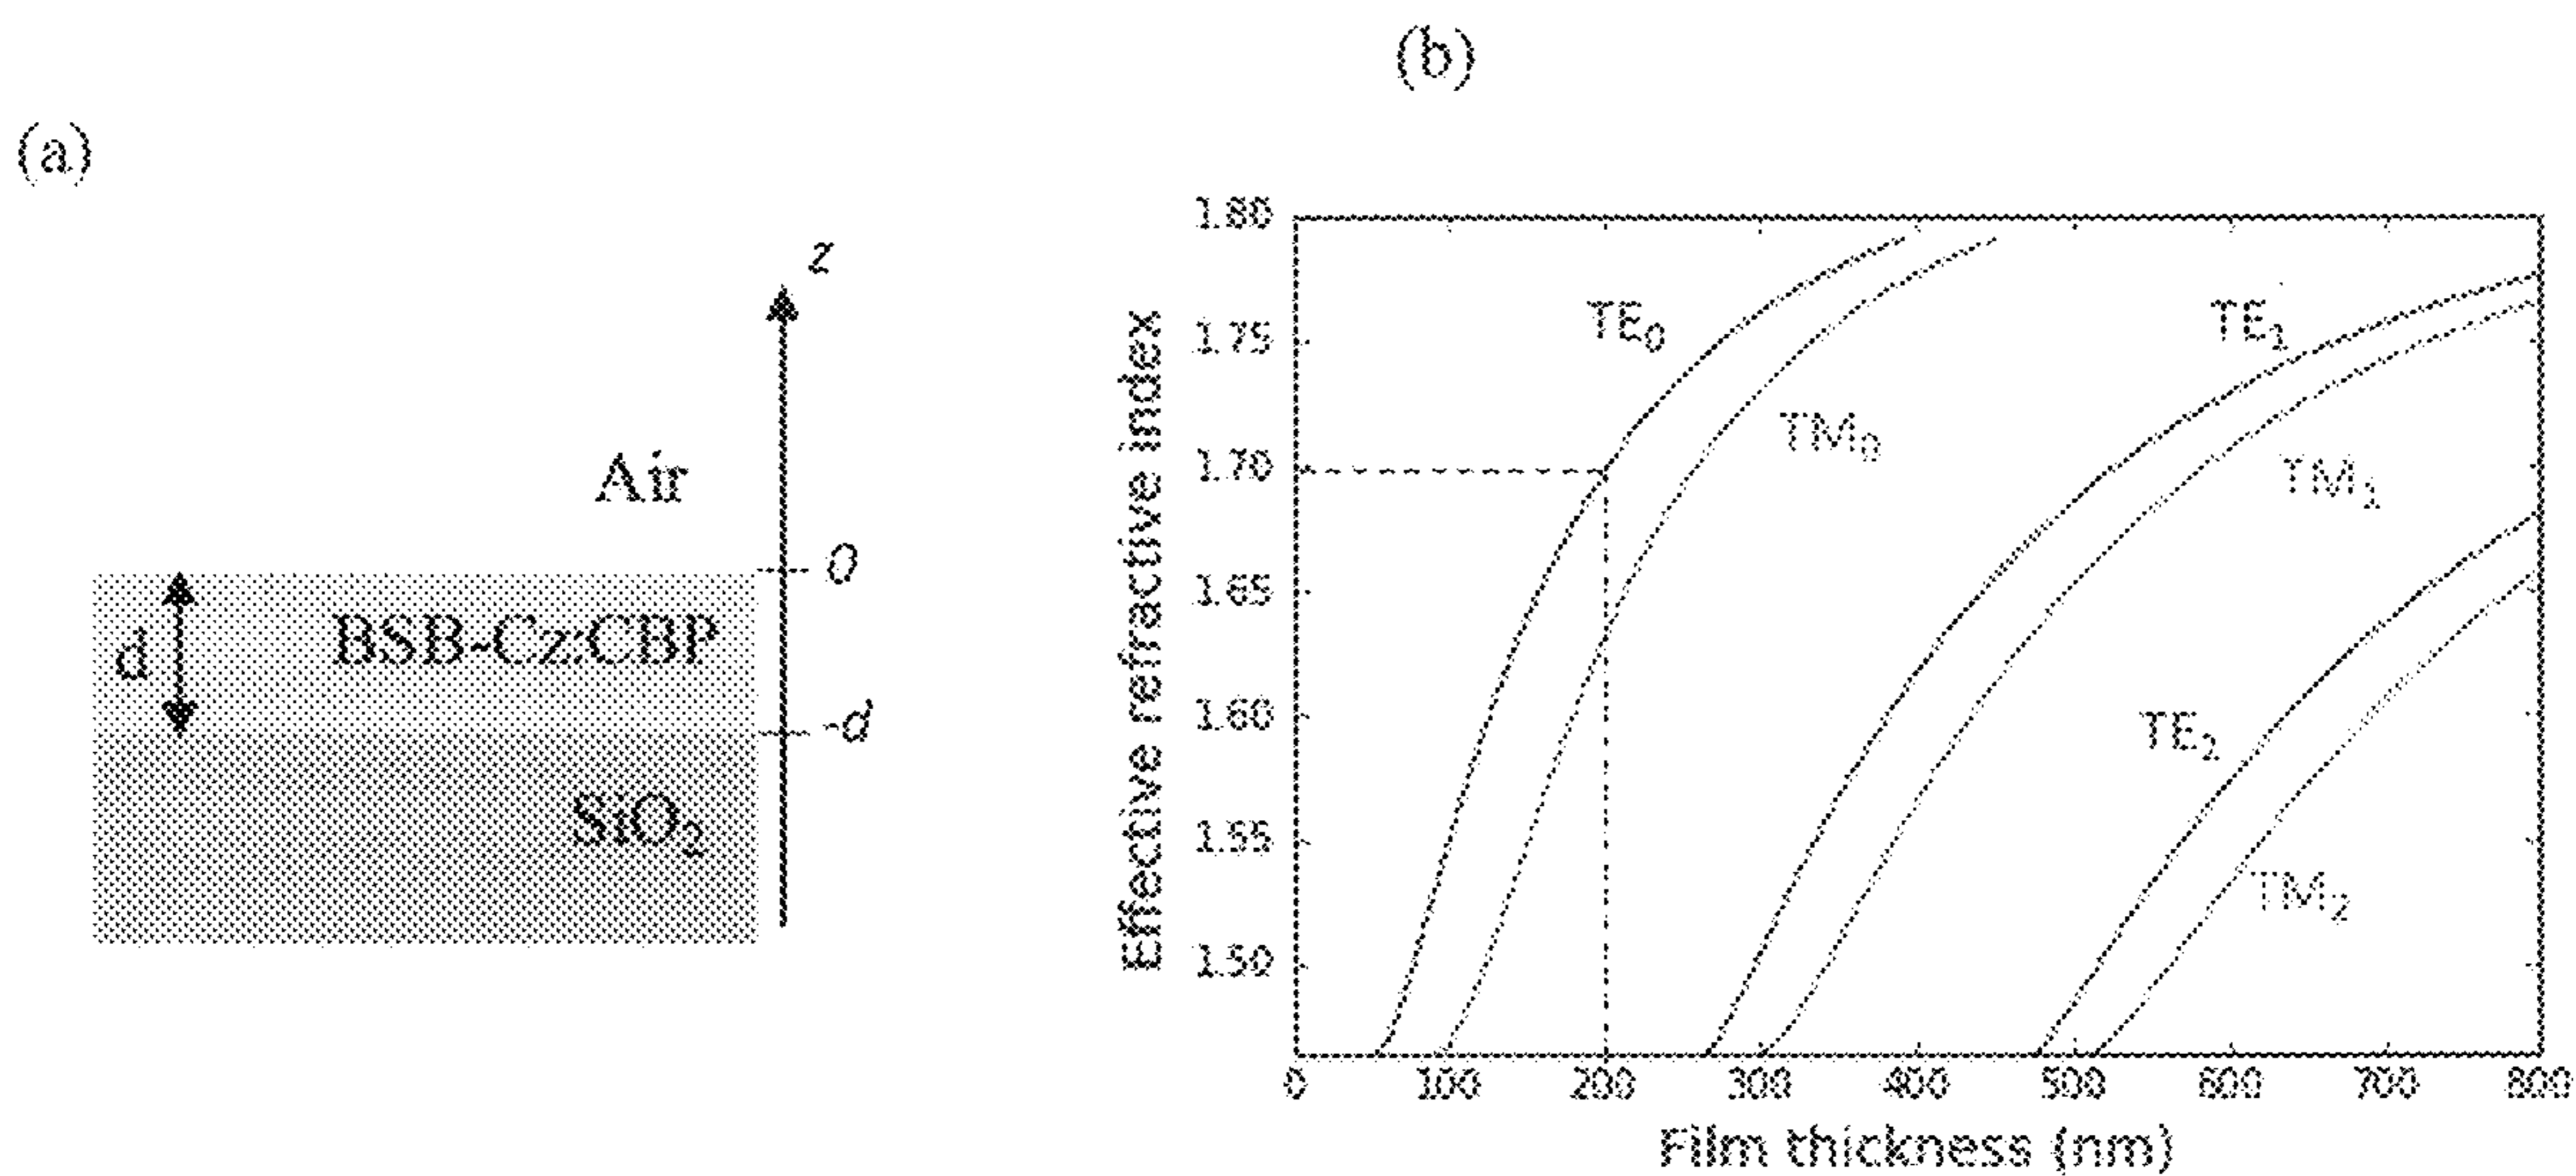 (a)
z
Air
0
d
BSB-Cz:CBP
-d
SiO₂
(b)
Effective refractive index
1.80
1.75
1.70
1.65
1.60
1.55
1.50
TE₀
TM₀
TE₁
TM₁
TE₂
TM₂
0 100 200 300 400 500 600 700 800
Film thickness (nm)